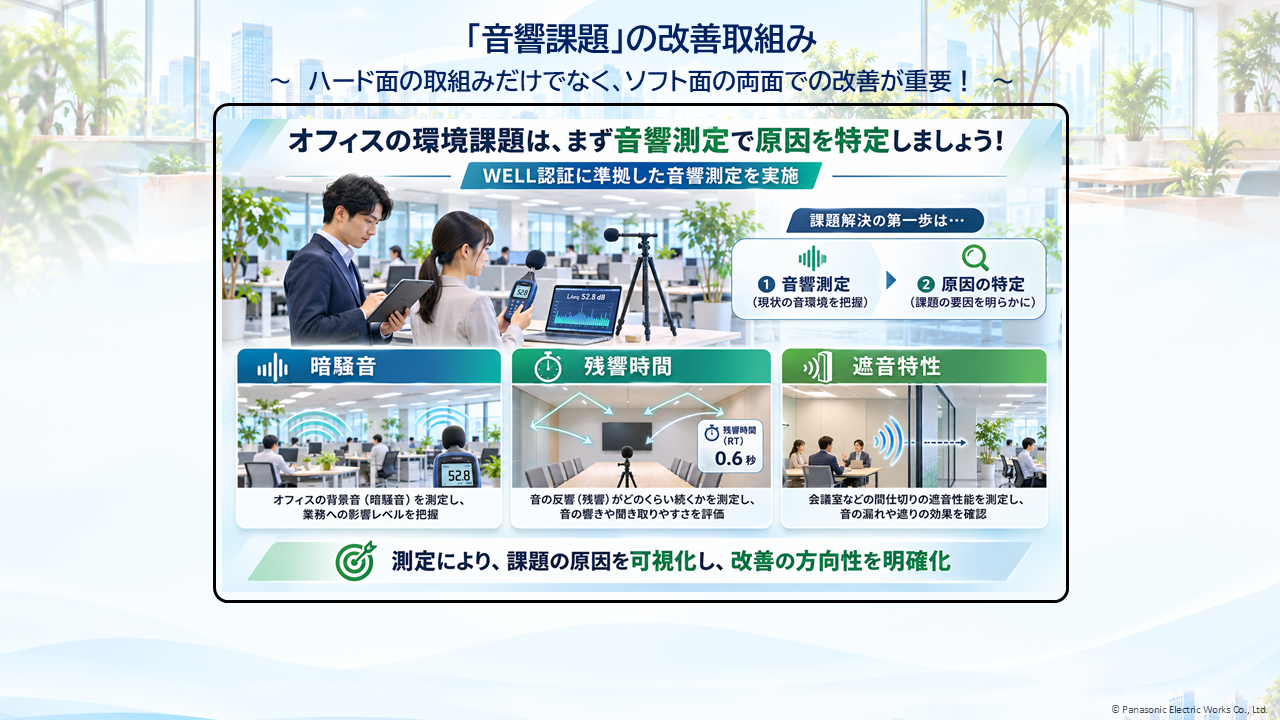 「音響課題」の改善取組み
～ ハード面の取組みだけでなく、ソフト面の両面での改善が重要！ ～
オフィスの環境課題は、まず音響測定で原因を特定しましょう!
WELL認証に準拠した音響測定を実施
課題解決の第一歩は…
1 音響測定
（現状の音環境を把握）
2 原因の特定
（課題の要因を明らかに）
52.8
LAeq 52.8 dB
暗騒音
52.8
オフィスの背景音（暗騒音）を測定し、
業務への影響レベルを把握
残響時間
残響時間
（RT）
0.6 秒
音の反響（残響）がどのくらい続くかを測定し、
音の響きや聞き取りやすさを評価
遮音特性
会議室などの間仕切りの遮音性能を測定し、
音の漏れや遮りの効果を確認
測定により、課題の原因を可視化し、改善の方向性を明確化
© Panasonic Electric Works Co., Ltd.